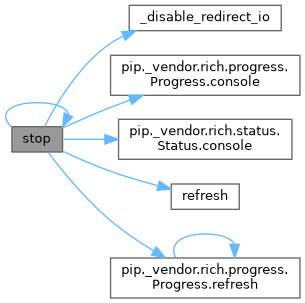 _disable_redirect_io
pip._vendor.rich.progress.
Progress.console
stop
pip._vendor.rich.status.
Status.console
refresh
pip._vendor.rich.progress.
Progress.refresh